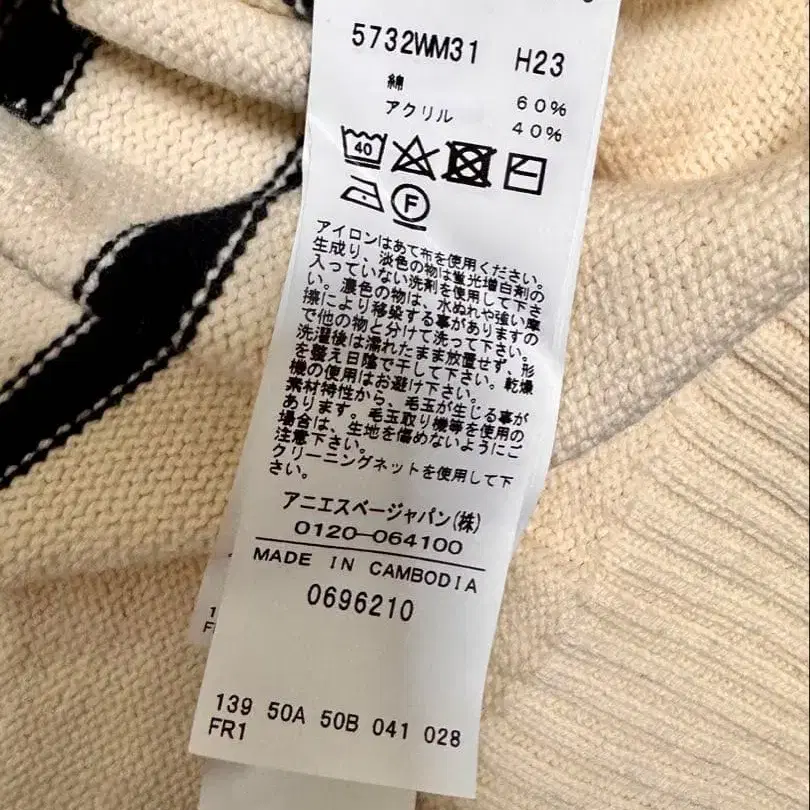 5732WM31 H23
綿 60%
アクリル 40%
40
F
アイロンはあて布を使用ください。
生成り、淡色の物は蛍光増白剤の
入っていない洗剤を使用して下さ
い。濃色の物は、水ぬれや強い摩
擦により移染する事がありますの
で他の物と分けて洗って下さい。
洗濯後は濡れたまま放置せず、形
を整え日陰で干して下さい。乾燥
機の使用はお避け下さい。
素材特性から、毛玉が生じる事が
あります。毛玉取り機等を使用の
場合は、生地を傷めないようにご
注意下さい。
クリーニングネットを使用して下
さい。
アニエスベージャパン(株)
0120-064100
MADE IN CAMBODIA
0696210
139 50A 50B 041 028
FR1